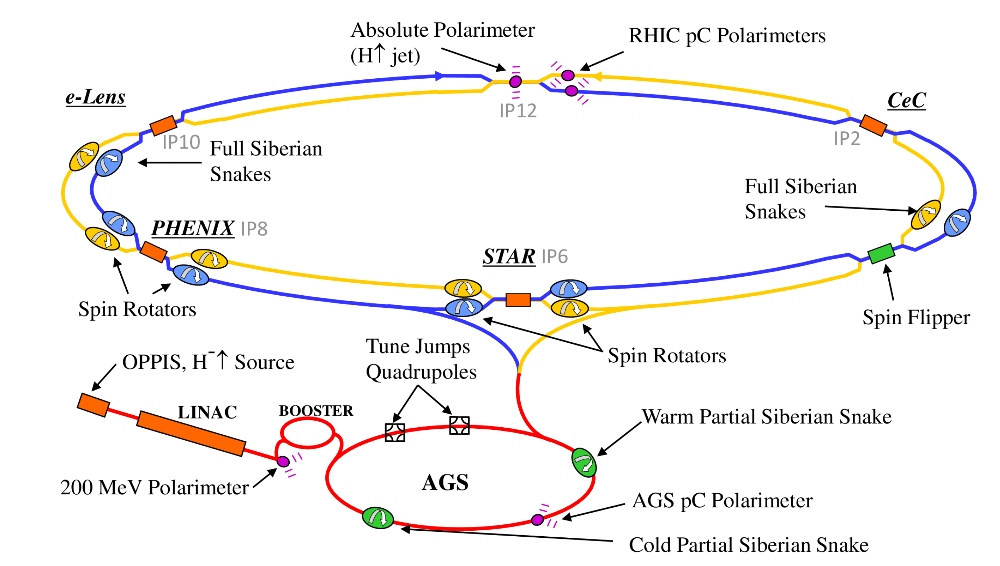 Absolute Polarimeter
(H↑ jet)
RHIC pC Polarimeters
e-Lens
CeC
IP12
IP10
IP2
Full Siberian
Snakes
Full Siberian
Snakes
PHENIX IP8
STAR IP6
Spin Rotators
Spin Flipper
Tune Jumps
Quadrupoles
Spin Rotators
OPPIS, H⁻↑ Source
LINAC
BOOSTER
Warm Partial Siberian Snake
200 MeV Polarimeter
AGS
AGS pC Polarimeter
Cold Partial Siberian Snake